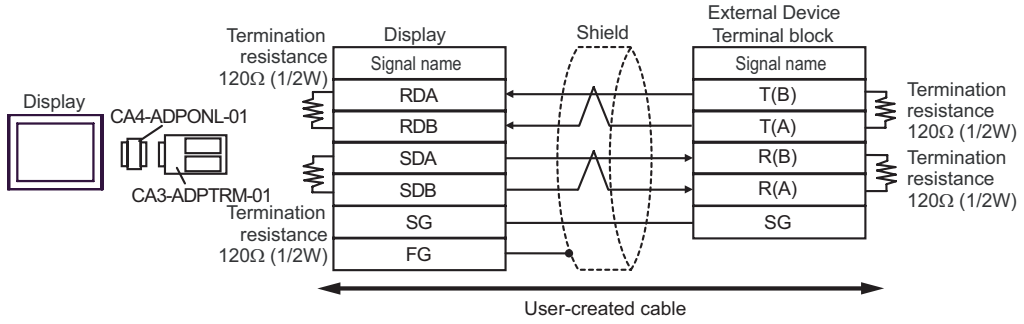 Display
CA4-ADPONL-01
CA3-ADPTRM-01
Termination
resistance
120Ω (1/2W)
Termination
resistance
120Ω (1/2W)
Display
Signal name
RDA
RDB
SDA
SDB
SG
FG
Shield
External Device
Terminal block
Signal name
T(B)
T(A)
R(B)
R(A)
SG
Termination
resistance
120Ω (1/2W)
Termination
resistance
120Ω (1/2W)
User-created cable